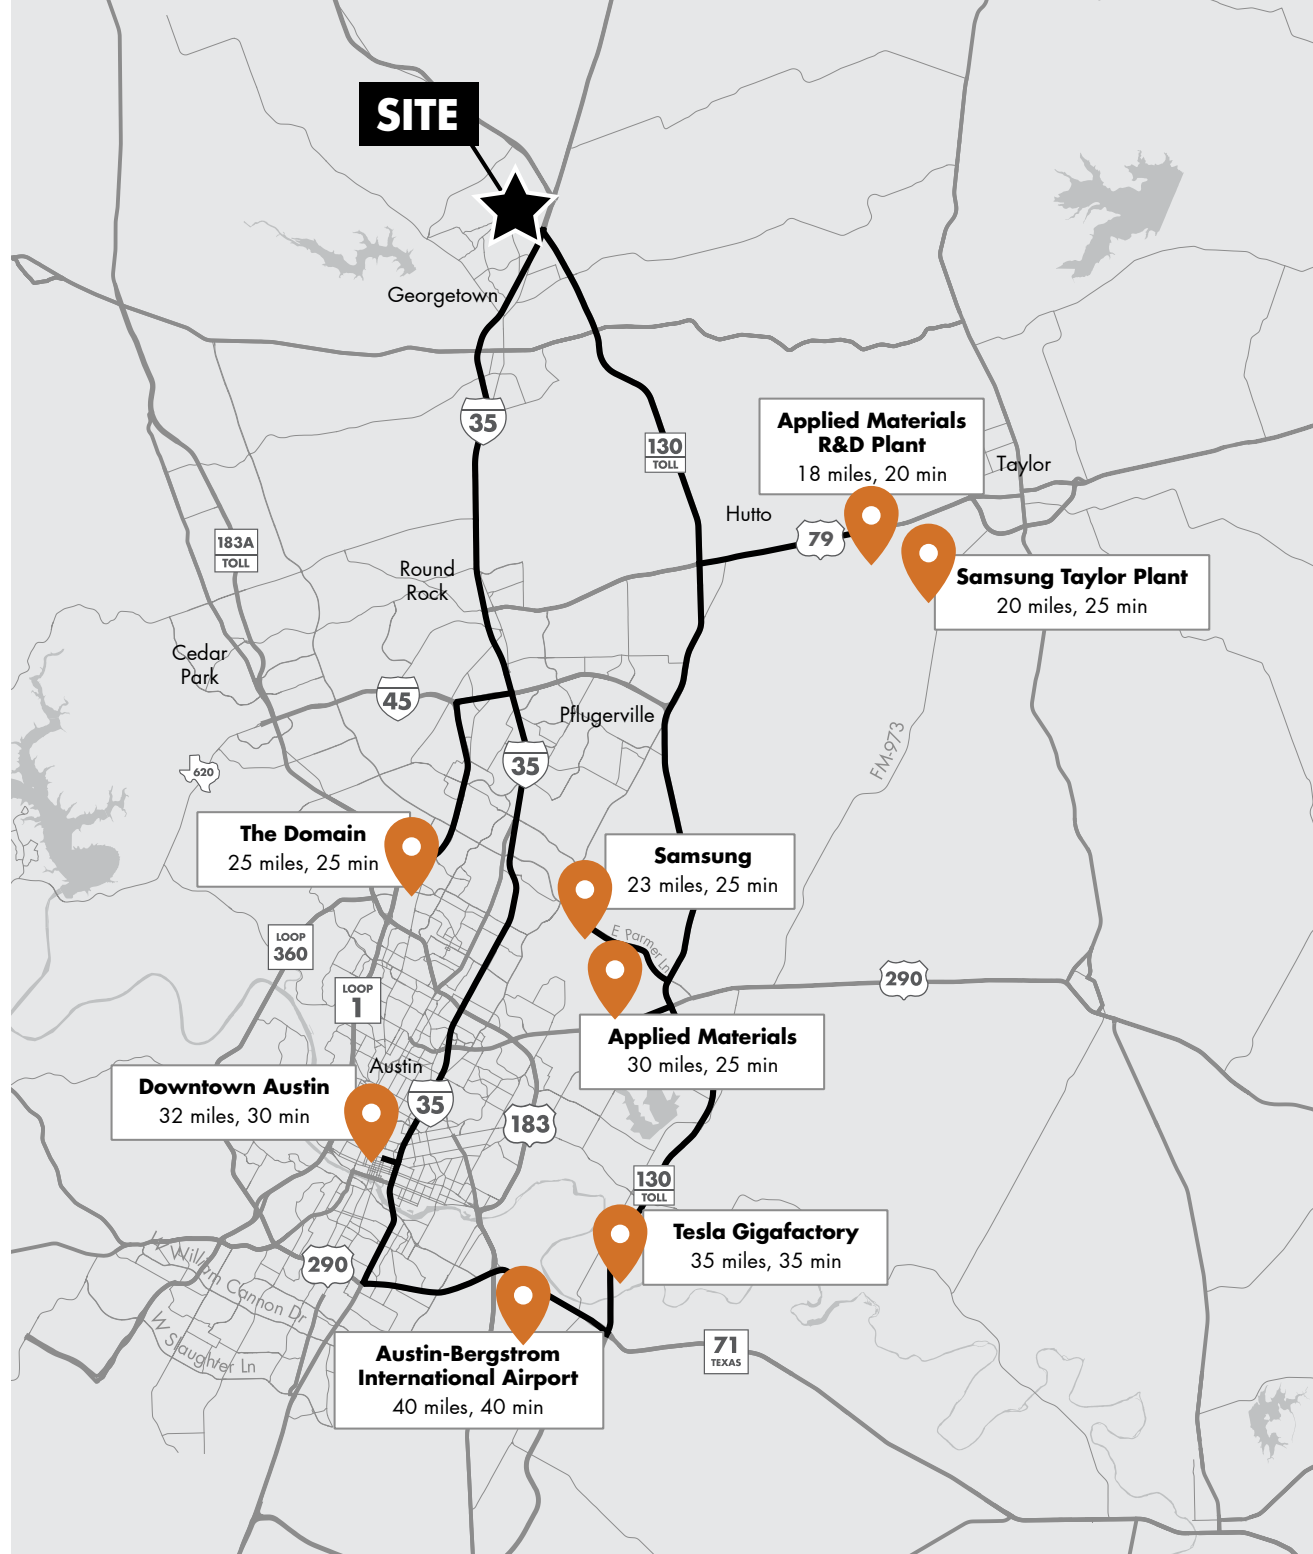 SITE
Georgetown
35
130
TOLL
Applied Materials
R&D Plant
18 miles, 20 min
Taylor
Hutto
79
183A
TOLL
Round
Rock
Samsung Taylor Plant
20 miles, 25 min
Cedar
Park
45
Pflugerville
35
FM-973
620
The Domain
25 miles, 25 min
Samsung
23 miles, 25 min
E Parmer Ln
LOOP
360
290
LOOP
1
Applied Materials
30 miles, 25 min
Austin
Downtown Austin
32 miles, 30 min
35
183
130
TOLL
Tesla Gigafactory
35 miles, 35 min
W William Cannon Dr
290
W Slaughter Ln
71
TEXAS
Austin-Bergstrom
International Airport
40 miles, 40 min